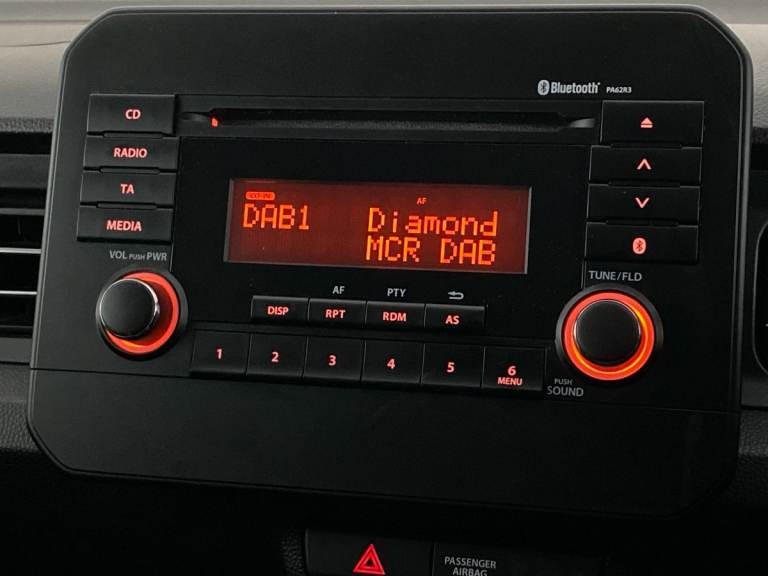 Bluetooth PA62R3
CD
RADIO
TA
MEDIA
AF
DAB1 Diamond
MCR DAB
VOL PUSH PWR
TUNE/FLD
AF PTY
DISP RPT RDM AS
1 2 3 4 5 6
MENU
PUSH
SOUND
PASSENGER
AIRBAG